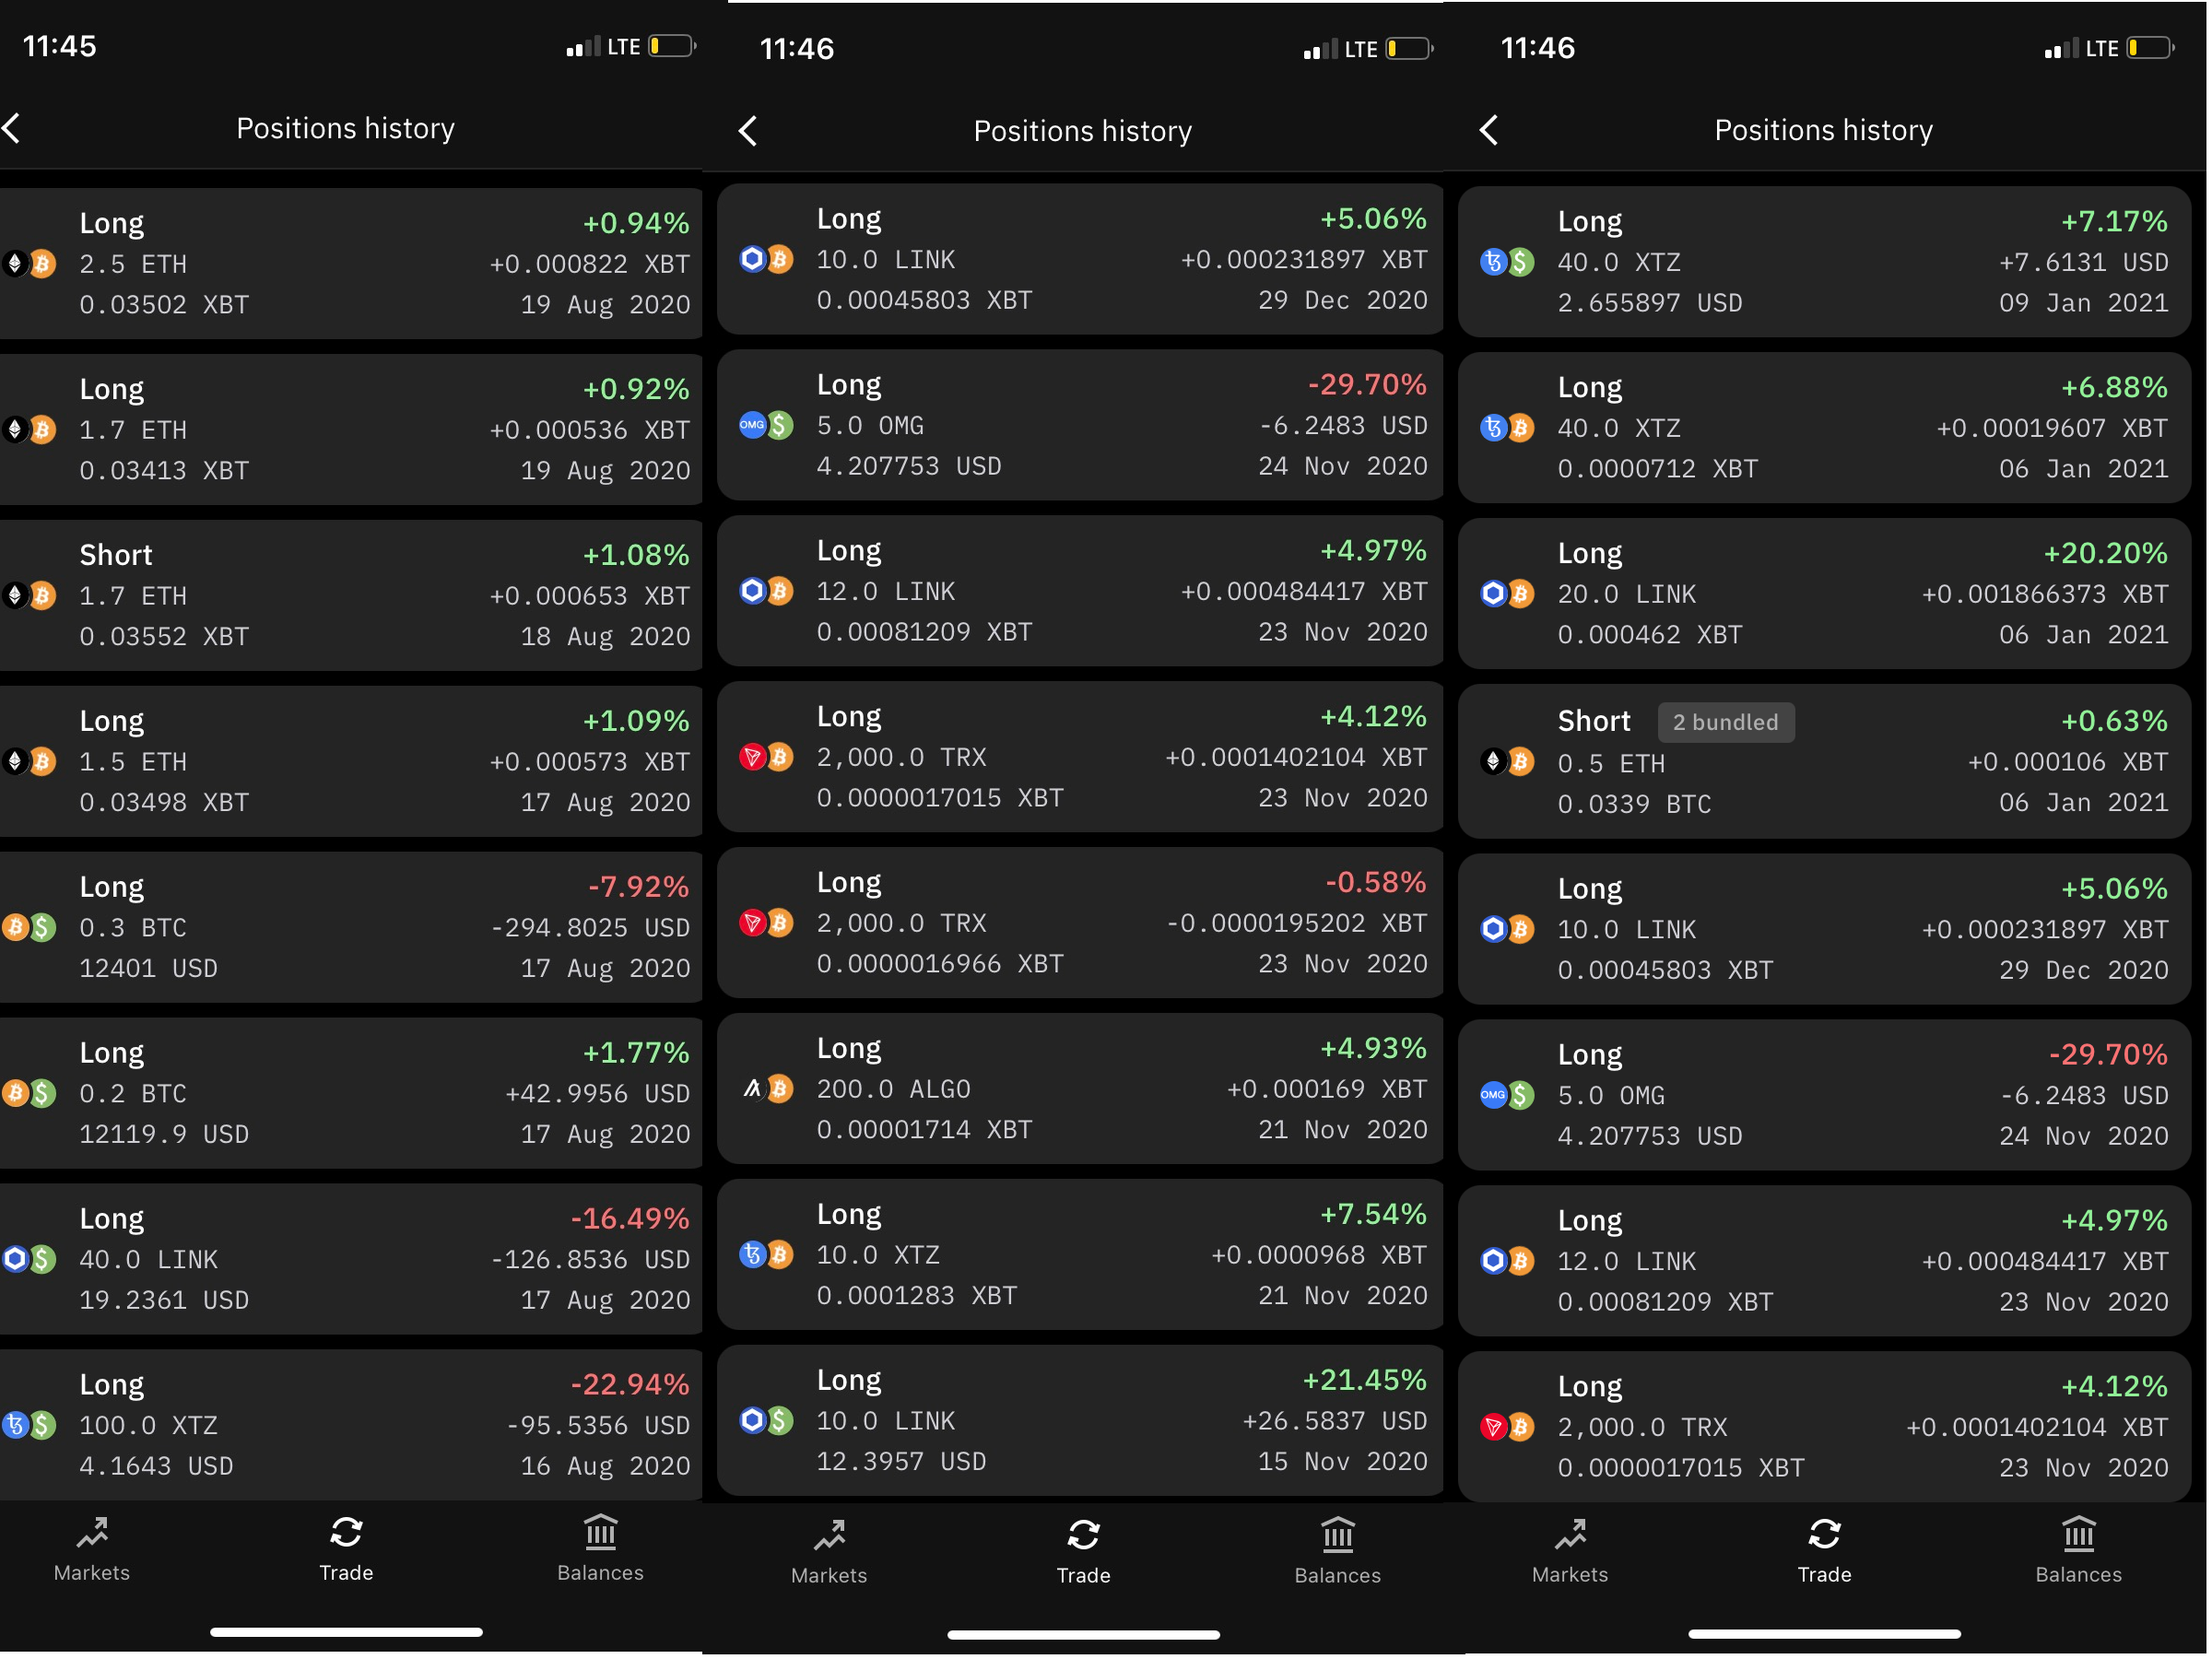 11:45 LTE
Positions history
Long +0.94%
2.5 ETH +0.000822 XBT
0.03502 XBT 19 Aug 2020
Long +0.92%
1.7 ETH +0.000536 XBT
0.03413 XBT 19 Aug 2020
Short +1.08%
1.7 ETH +0.000653 XBT
0.03552 XBT 18 Aug 2020
Long +1.09%
1.5 ETH +0.000573 XBT
0.03498 XBT 17 Aug 2020
Long -7.92%
0.3 BTC -294.8025 USD
12401 USD 17 Aug 2020
Long +1.77%
0.2 BTC +42.9956 USD
12119.9 USD 17 Aug 2020
Long -16.49%
40.0 LINK -126.8536 USD
19.2361 USD 17 Aug 2020
Long -22.94%
100.0 XTZ -95.5356 USD
4.1643 USD 16 Aug 2020
Markets Trade Balances
11:46 LTE
Positions history
Long +5.06%
10.0 LINK +0.000231897 XBT
0.00045803 XBT 29 Dec 2020
Long -29.70%
OMG 5.0 OMG -6.2483 USD
4.207753 USD 24 Nov 2020
Long +4.97%
12.0 LINK +0.000484417 XBT
0.00081209 XBT 23 Nov 2020
Long +4.12%
2,000.0 TRX +0.0001402104 XBT
0.0000017015 XBT 23 Nov 2020
Long -0.58%
2,000.0 TRX -0.0000195202 XBT
0.0000016966 XBT 23 Nov 2020
Long +4.93%
200.0 ALGO +0.000169 XBT
0.00001714 XBT 21 Nov 2020
Long +7.54%
10.0 XTZ +0.0000968 XBT
0.0001283 XBT 21 Nov 2020
Long +21.45%
10.0 LINK +26.5837 USD
12.3957 USD 15 Nov 2020
Markets Trade Balances
11:46 LTE
Positions history
Long +7.17%
40.0 XTZ +7.6131 USD
2.655897 USD 09 Jan 2021
Long +6.88%
40.0 XTZ +0.00019607 XBT
0.0000712 XBT 06 Jan 2021
Long +20.20%
20.0 LINK +0.001866373 XBT
0.000462 XBT 06 Jan 2021
Short 2 bundled +0.63%
0.5 ETH +0.000106 XBT
0.0339 BTC 06 Jan 2021
Long +5.06%
10.0 LINK +0.000231897 XBT
0.00045803 XBT 29 Dec 2020
Long -29.70%
OMG 5.0 OMG -6.2483 USD
4.207753 USD 24 Nov 2020
Long +4.97%
12.0 LINK +0.000484417 XBT
0.00081209 XBT 23 Nov 2020
Long +4.12%
2,000.0 TRX +0.0001402104 XBT
0.0000017015 XBT 23 Nov 2020
Markets Trade Balances